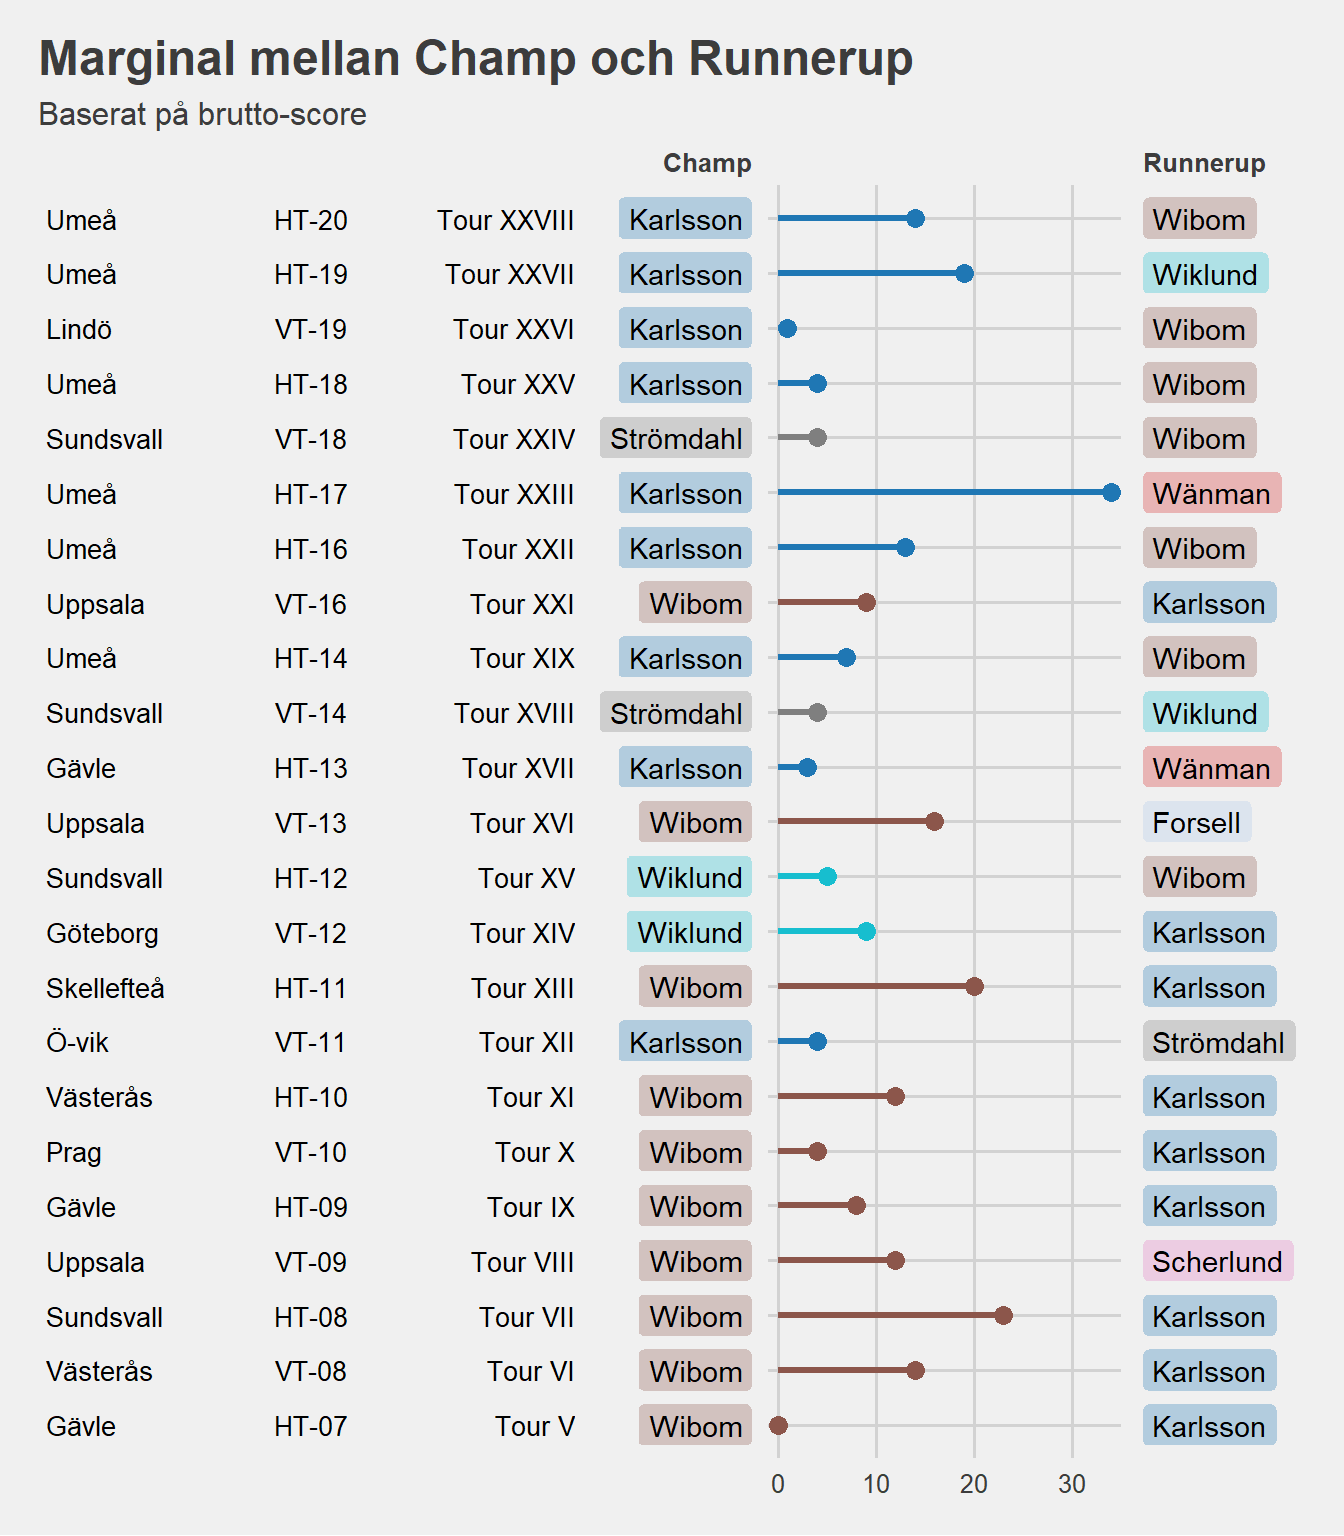 Marginal mellan Champ och Runnerup
Baserat på brutto-score
Champ Runnerup
Umeå HT-20 Tour XXVIII Karlsson Wibom
Umeå HT-19 Tour XXVII Karlsson Wiklund
Lindö VT-19 Tour XXVI Karlsson Wibom
Umeå HT-18 Tour XXV Karlsson Wibom
Sundsvall VT-18 Tour XXIV Strömdahl Wibom
Umeå HT-17 Tour XXIII Karlsson Wänman
Umeå HT-16 Tour XXII Karlsson Wibom
Uppsala VT-16 Tour XXI Wibom Karlsson
Umeå HT-14 Tour XIX Karlsson Wibom
Sundsvall VT-14 Tour XVIII Strömdahl Wiklund
Gävle HT-13 Tour XVII Karlsson Wänman
Uppsala VT-13 Tour XVI Wibom Forsell
Sundsvall HT-12 Tour XV Wiklund Wibom
Göteborg VT-12 Tour XIV Wiklund Karlsson
Skellefteå HT-11 Tour XIII Wibom Karlsson
Ö-vik VT-11 Tour XII Karlsson Strömdahl
Västerås HT-10 Tour XI Wibom Karlsson
Prag VT-10 Tour X Wibom Karlsson
Gävle HT-09 Tour IX Wibom Karlsson
Uppsala VT-09 Tour VIII Wibom Scherlund
Sundsvall HT-08 Tour VII Wibom Karlsson
Västerås VT-08 Tour VI Wibom Karlsson
Gävle HT-07 Tour V Wibom Karlsson
0 10 20 30